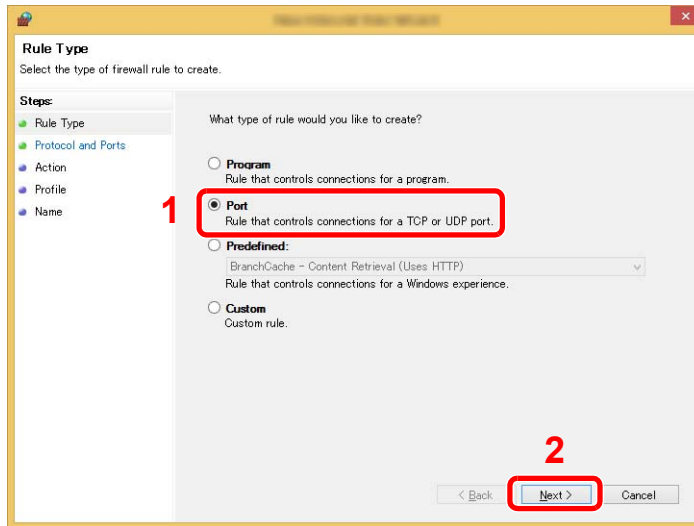 Rule Type
Select the type of firewall rule to create.
Steps:
Rule Type
Protocol and Ports
Action
Profile
Name
What type of rule would you like to create?
Program
Rule that controls connections for a program.
1
Port
Rule that controls connections for a TCP or UDP port.
Predefined:
BranchCache - Content Retrieval (Uses HTTP)
Rule that controls connections for a Windows experience.
Custom
Custom rule.
2
< Back Next > Cancel